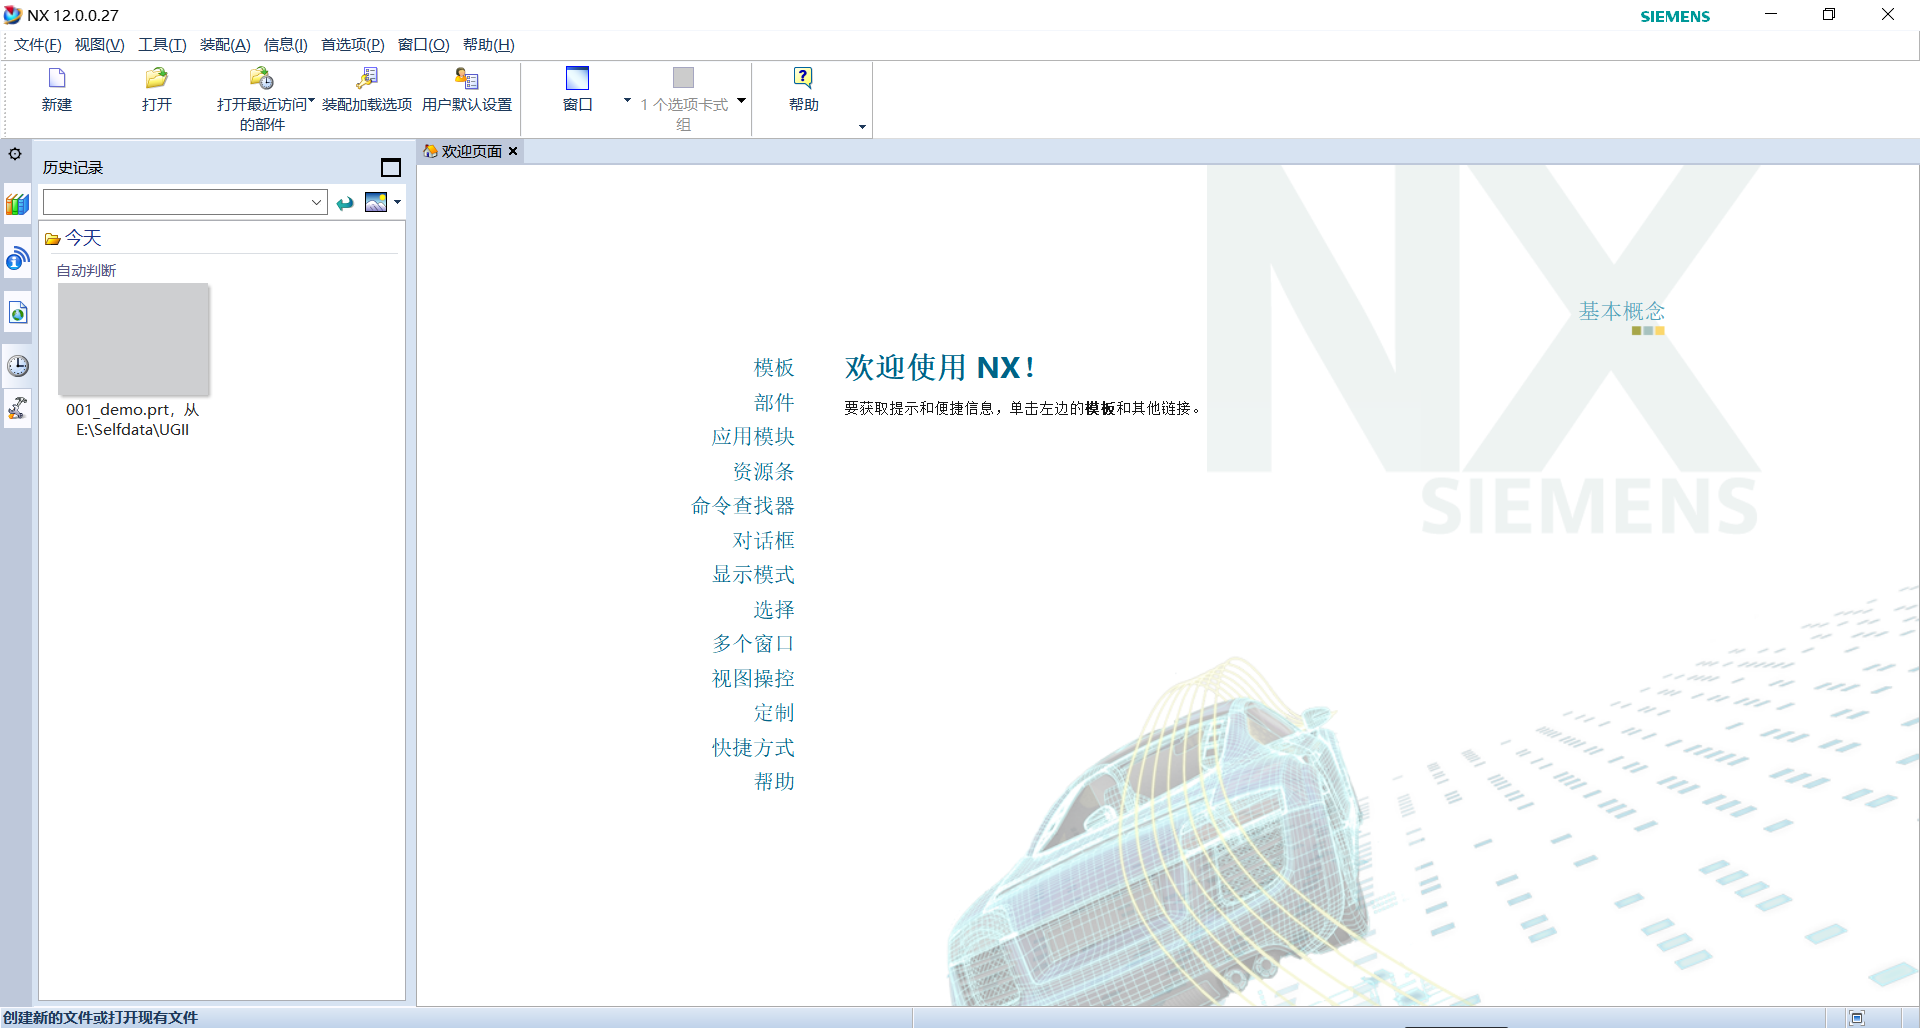 NX 12.0.0.27
SIEMENS
文件(F) 视图(V) 工具(T) 装配(A) 信息(I) 首选项(P) 窗口(O) 帮助(H)
新建
打开
打开最近访问的部件
装配加载选项
用户默认设置
窗口
1 个选项卡式组
帮助
历史记录
欢迎页面
今天
自动判断
001_demo.prt，从
E:\Selfdata\UGII
NX
SIEMENS
基本概念
模板
部件
应用模块
资源条
命令查找器
对话框
显示模式
选择
多个窗口
视图操控
定制
快捷方式
帮助
欢迎使用 NX！
要获取提示和便捷信息，单击左边的模板和其他链接。
创建新的文件或打开现有文件